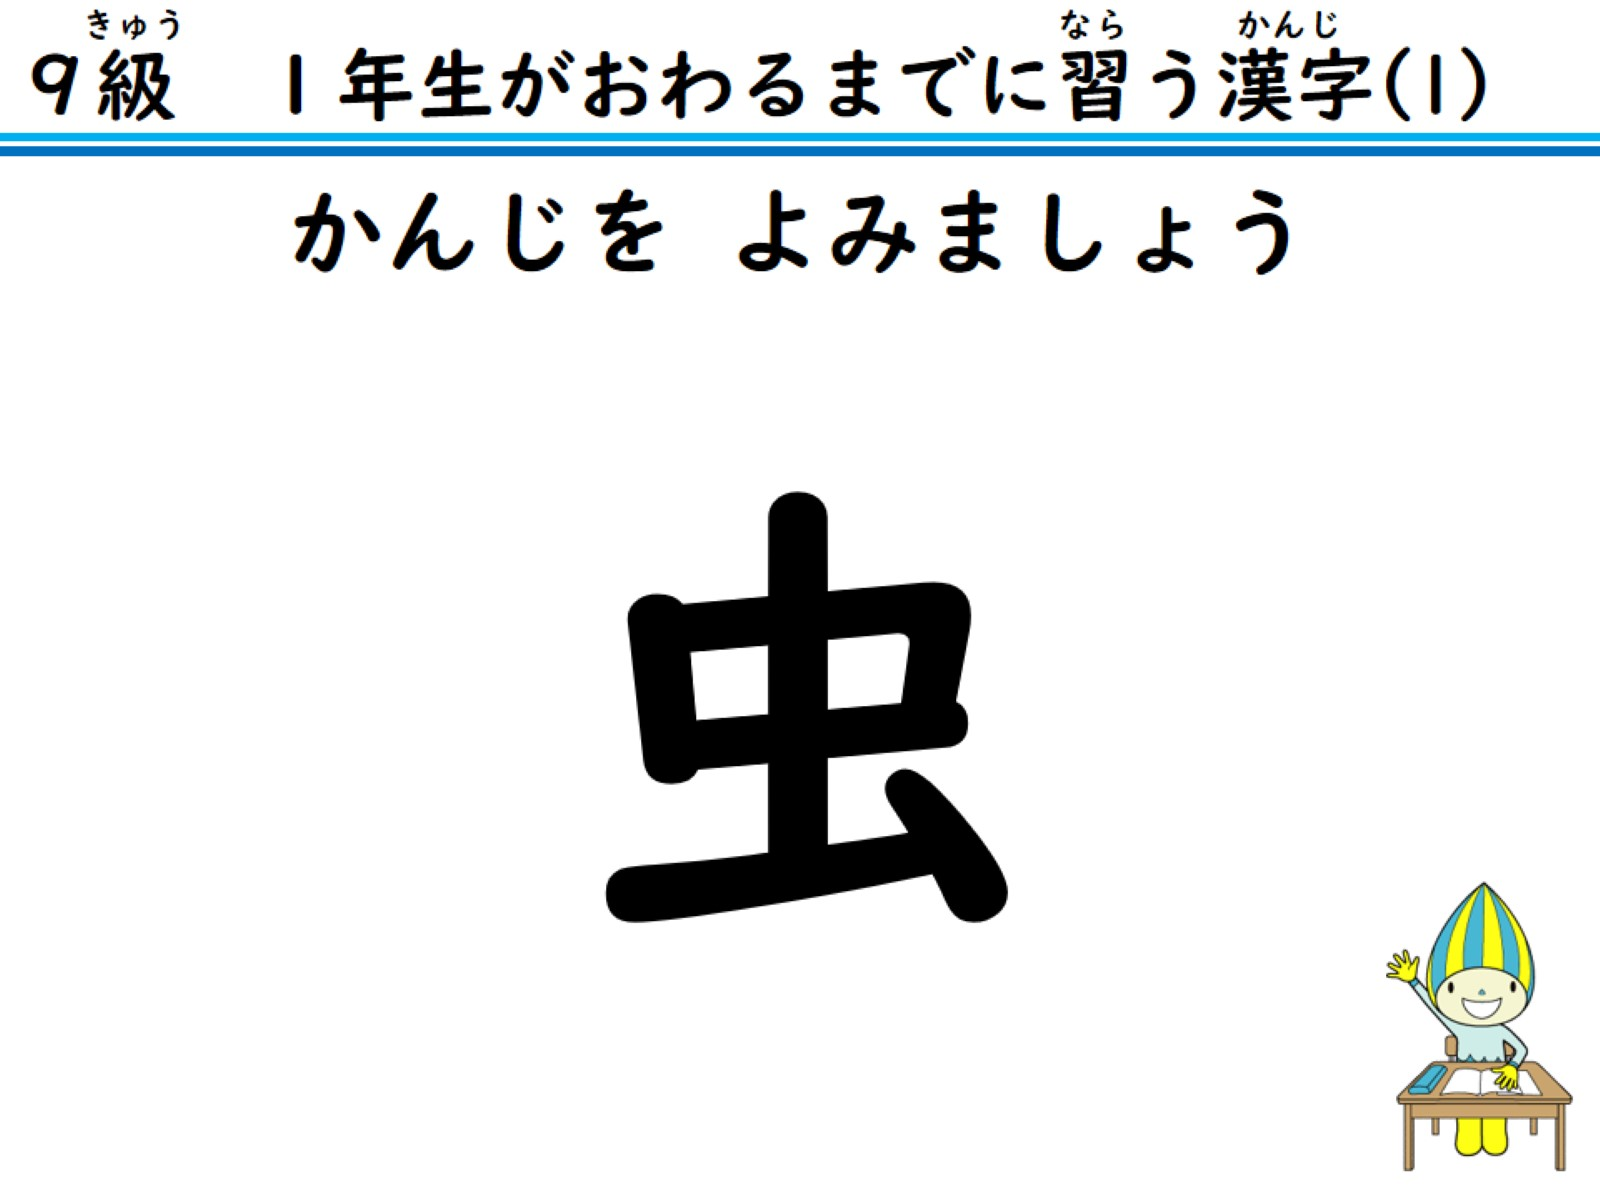 きゅう なら かんじ
9級 1年生がおわるまでに習う漢字(1)
かんじを よみましょう
虫